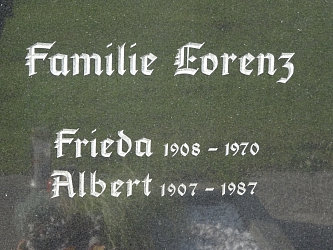 Familie Lorenz
Frieda 1908 - 1970
Albert 1907 - 1987